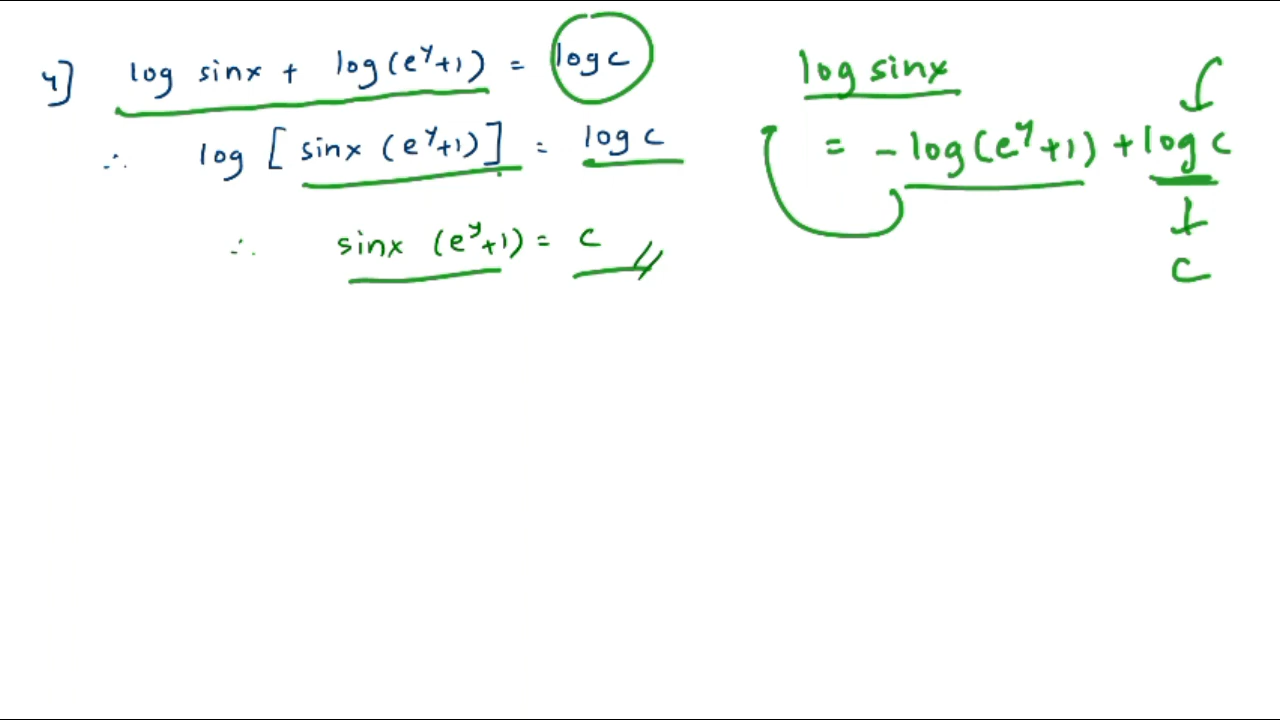 4] log sinx + log(e^y+1) = log c
∴ log [sinx (e^y+1)] = log c
∴ sinx (e^y+1) = c
log sinx
= - log(e^y+1) + log c
c